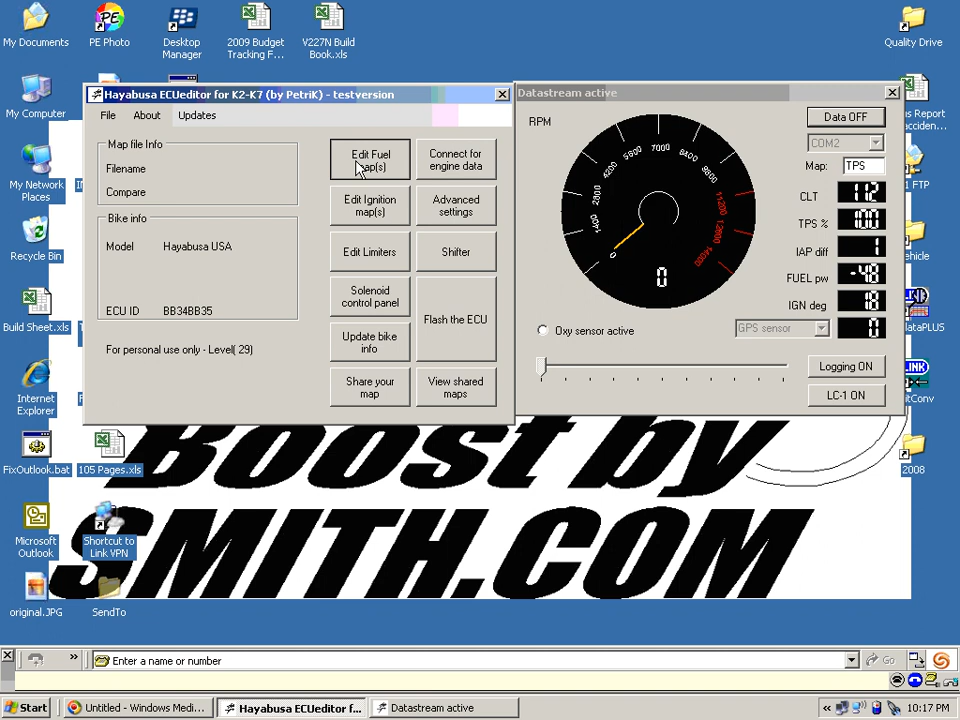 My Documents
PE Photo
Desktop
Manager
2009 Budget
Tracking F...
V227N Build
Book.xls
Quality Drive
My Computer
My Network
Places
Recycle Bin
Build Sheet.xls
Internet
Explorer
FixOutlook.bat
105 Pages.xls
Microsoft
Outlook
Shortcut to
Link VPN
original.JPG
SendTo
2008
Hayabusa ECUeditor for K2-K7 (by PetriK) - testversion
File
About
Updates
Map file Info
Filename
Compare
Bike info
Model
Hayabusa USA
ECU ID
BB34BB35
For personal use only - Level( 29)
Edit Fuel
map(s)
Connect for
engine data
Edit Ignition
map(s)
Advanced
settings
Edit Limiters
Shifter
Solenoid
control panel
Flash the ECU
Update bike
info
Share your
map
View shared
maps
Datastream active
RPM
0
1400
2800
4200
5600
7000
8400
9800
11200
12600
14000
0
Data OFF
COM2
Map:
TPS
CLT
112
TPS %
100
IAP diff
1
FUEL pw
-48
IGN deg
18
Oxy sensor active
GPS sensor
0
Logging ON
LC-1 ON
Boost by
SMITH.COM
Enter a name or number
Go
Start
Untitled - Windows Medi...
Hayabusa ECUeditor f...
Datastream active
10:17 PM